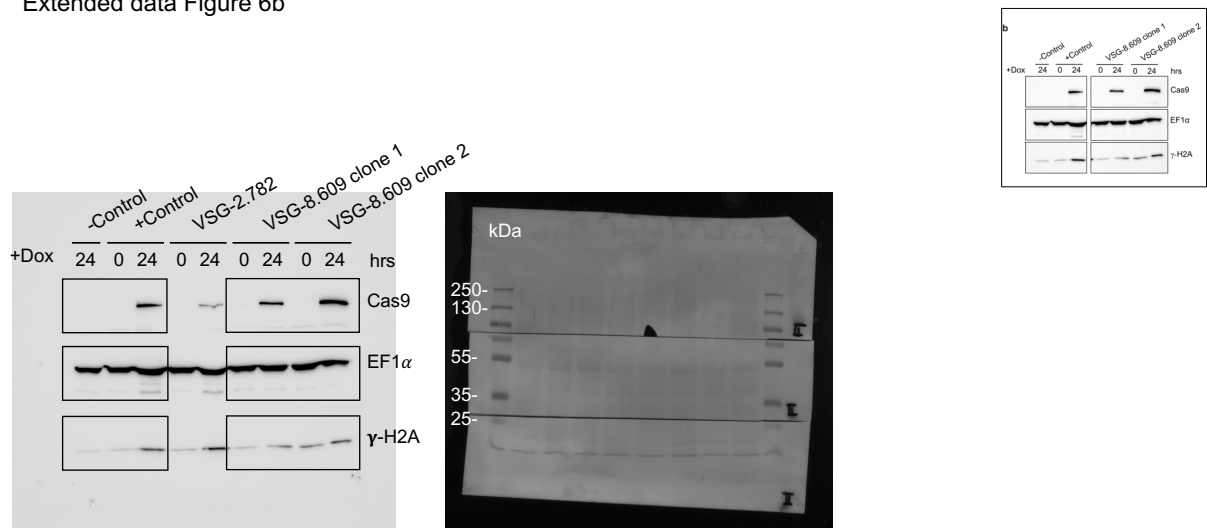 Extended data Figure 6b
-Control
+Control
VSG-2.782
VSG-8.609 clone 1
VSG-8.609 clone 2
+Dox 24 0 24 0 24 0 24 0 24 hrs
Cas9
EF1α
γ-H2A
kDa
250-
130-
55-
35-
25-
I
II
I
b
-Control
+Control
VSG-8.609 clone 1
VSG-8.609 clone 2
+Dox 24 0 24 0 24 0 24 hrs
Cas9
EF1α
γ-H2A